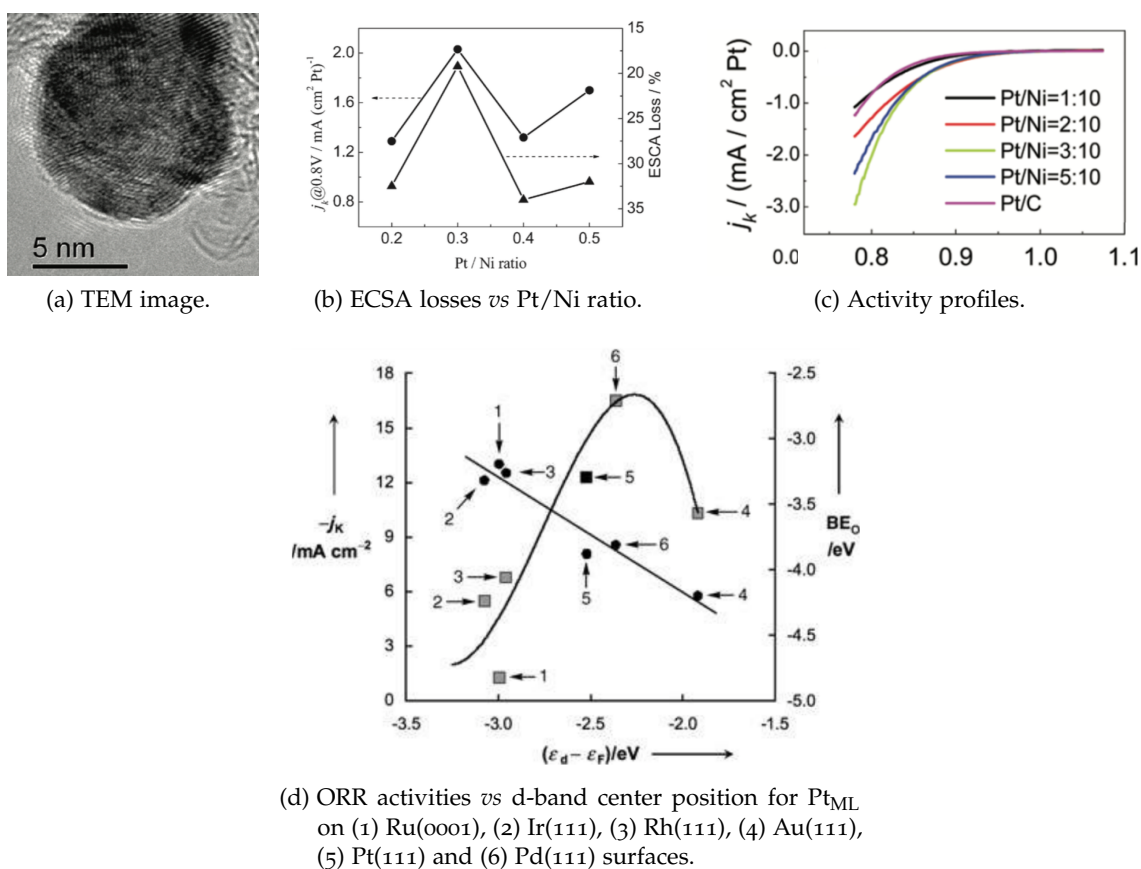 5 nm
(a) TEM image.
2.0
1.6
1.2
0.8
j_k@0.8V / mA (cm² Pt)⁻¹
15
20
25
30
35
ESCA Loss / %
0.2 0.3 0.4 0.5
Pt / Ni ratio
(b) ECSA losses vs Pt/Ni ratio.
0.0
-1.0
-2.0
-3.0
j_k / (mA / cm² Pt)
Pt/Ni=1:10
Pt/Ni=2:10
Pt/Ni=3:10
Pt/Ni=5:10
Pt/C
0.0 0.8 0.9 1.0 1.1
(c) Activity profiles.
18
15
12
9
6
3
0
–j_K
/mA cm⁻²
1
2
3
6
5
4
3
2
1
6
5
4
-2.5
-3.0
-3.5
-4.0
-4.5
-5.0
BE_O
/eV
-3.5 -3.0 -2.5 -2.0 -1.5
(ε_d – ε_F)/eV
(d) ORR activities vs d-band center position for Pt_ML
on (1) Ru(0001), (2) Ir(111), (3) Rh(111), (4) Au(111),
(5) Pt(111) and (6) Pd(111) surfaces.